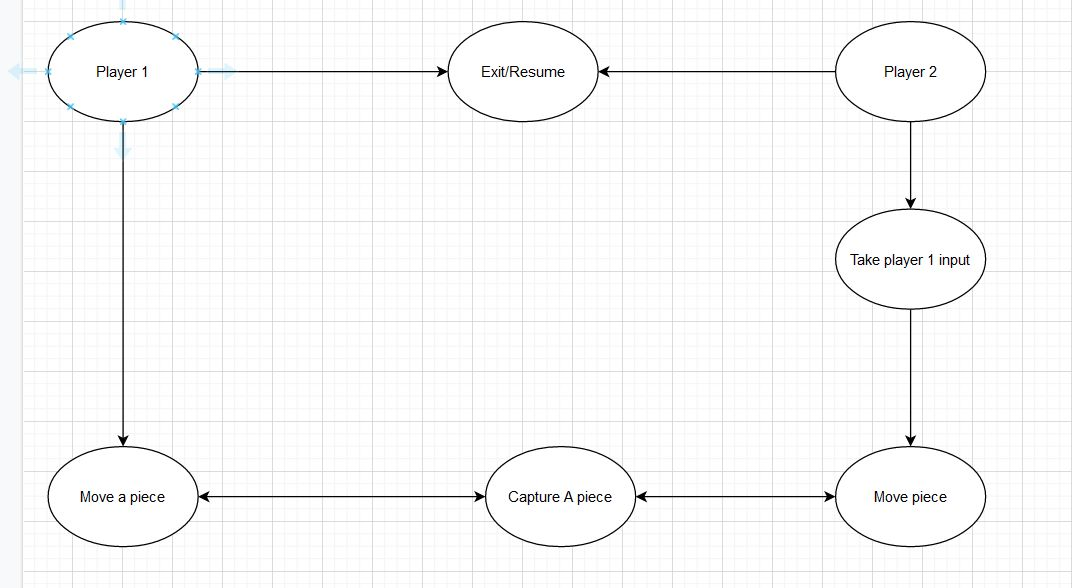 Player 1
Exit/Resume
Player 2
Take player 1 input
Move a piece
Capture A piece
Move piece